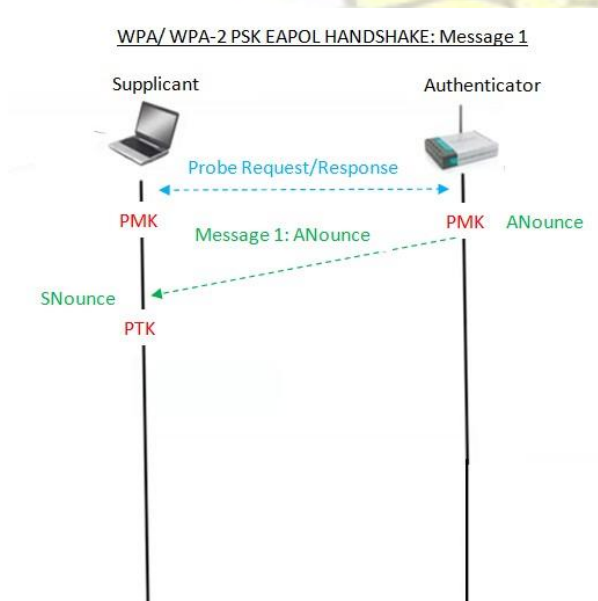 WPA/ WPA-2 PSK EAPOL HANDSHAKE: Message 1
Supplicant
Authenticator
Probe Request/Response
PMK
PMK
ANounce
Message 1: ANounce
SNounce
PTK